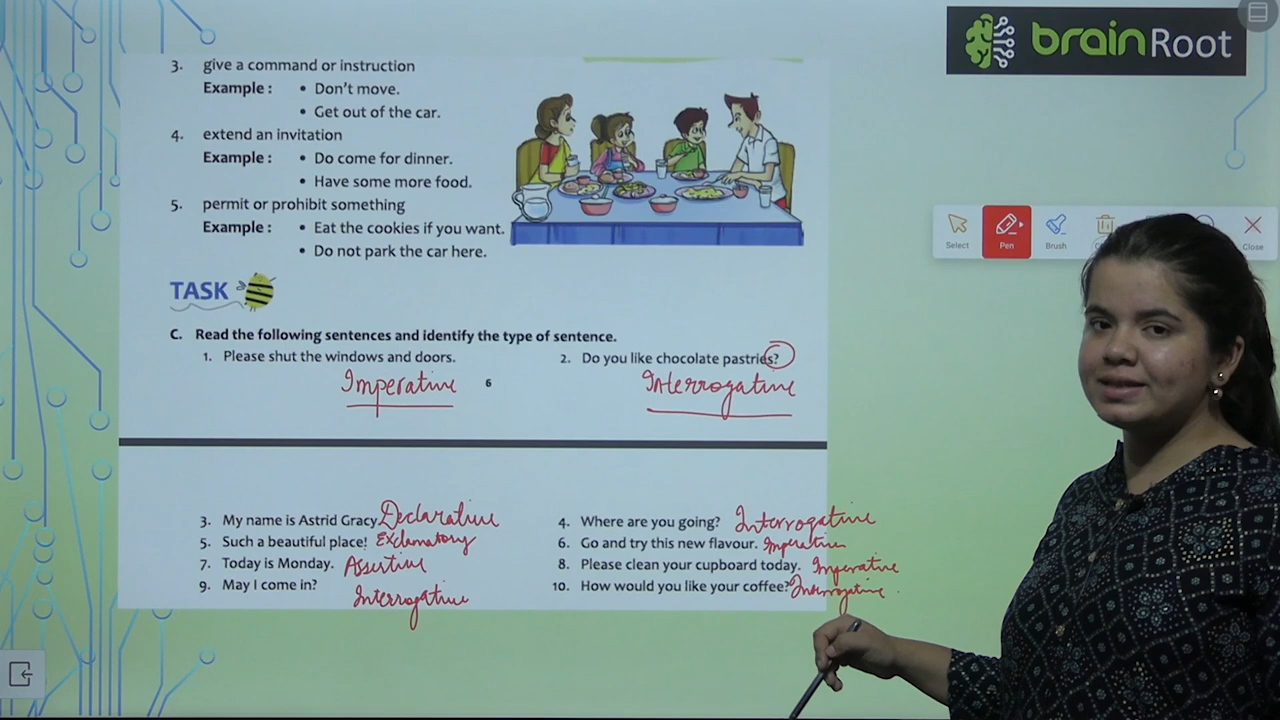 brainRoot
3. give a command or instruction
Example : • Don't move.
• Get out of the car.
4. extend an invitation
Example : • Do come for dinner.
• Have some more food.
5. permit or prohibit something
Example : • Eat the cookies if you want.
• Do not park the car here.
Select Pen Brush Close
TASK
C. Read the following sentences and identify the type of sentence.
1. Please shut the windows and doors. 2. Do you like chocolate pastries?
Imperative 6 Interrogative
3. My name is Astrid Gracy Declarative 4. Where are you going? Interrogative
5. Such a beautiful place! Exclamatory 6. Go and try this new flavour. Imperative
7. Today is Monday. Assertive 8. Please clean your cupboard today. Imperative
9. May I come in? Interrogative 10. How would you like your coffee? Interrogative